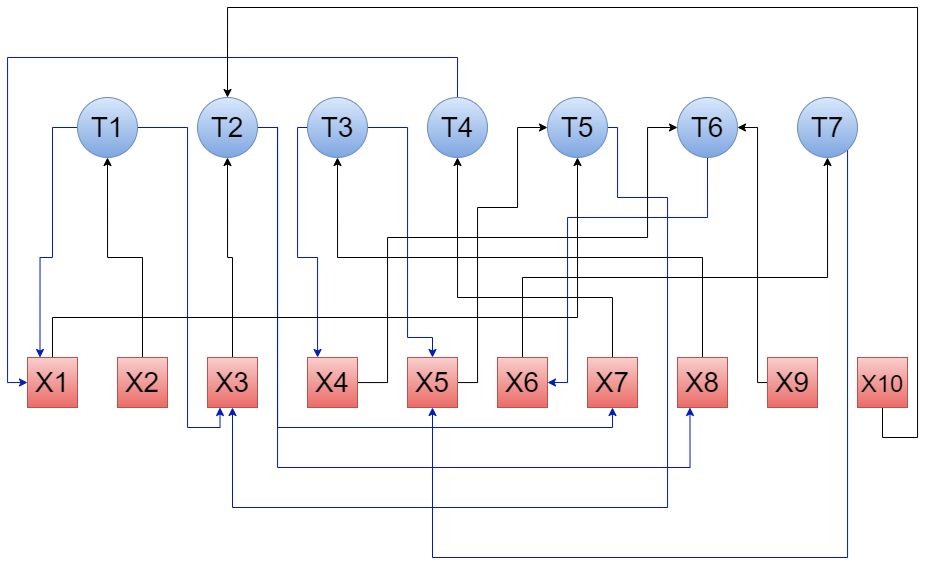 T1 T2 T3 T4 T5 T6 T7
X1 X2 X3 X4 X5 X6 X7 X8 X9 X10